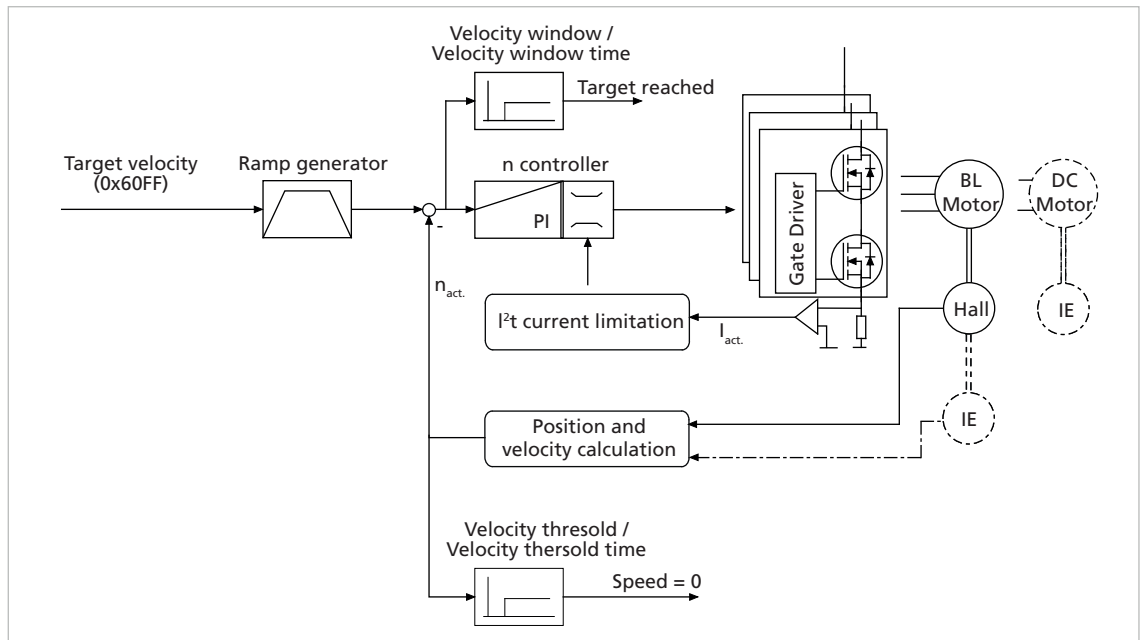 Velocity window /
Velocity window time
Target reached
Target velocity
(0x60FF)
Ramp generator
n controller
PI
-
Gate Driver
BL
Motor
DC
Motor
n act.
I²t current limitation
I act.
Hall
IE
IE
Position and
velocity calculation
Velocity thresold /
Velocity thersold time
Speed = 0